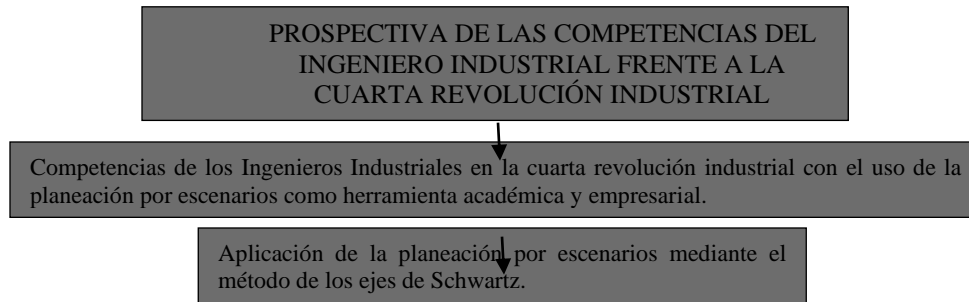 PROSPECTIVA DE LAS COMPETENCIAS DEL
INGENIERO INDUSTRIAL FRENTE A LA
CUARTA REVOLUCIÓN INDUSTRIAL
Competencias de los Ingenieros Industriales en la cuarta revolución industrial con el uso de la
planeación por escenarios como herramienta académica y empresarial.
Aplicación de la planeación por escenarios mediante el
método de los ejes de Schwartz.